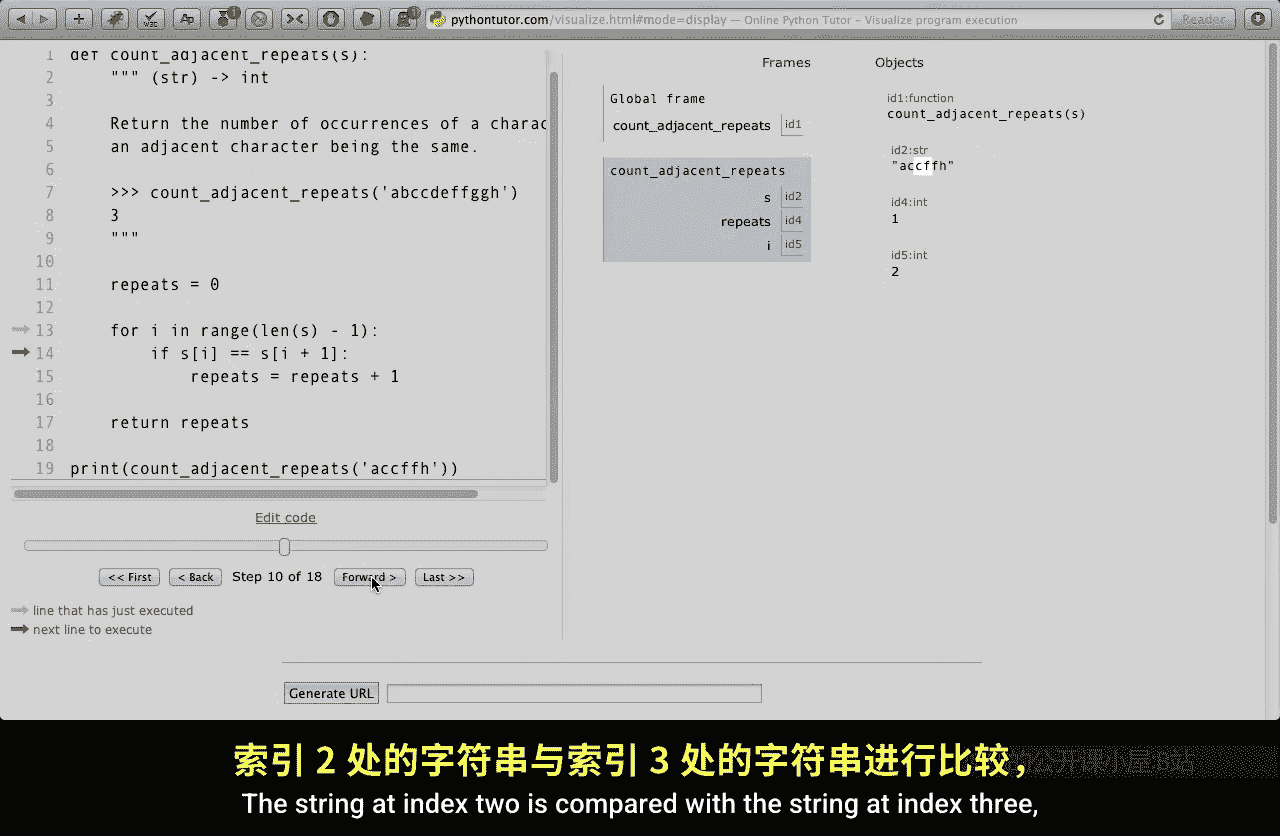 pythontutor.com/visualize.html#mode=display — Online Python Tutor – Visualize program execution
Reader
1 def count_adjacent_repeats(s):
2 """ (str) -> int
3
4 Return the number of occurrences of a charac
5 an adjacent character being the same.
6
7 >>> count_adjacent_repeats('abccdeffggh')
8 3
9 """
10
11 repeats = 0
12
13 for i in range(len(s) - 1):
14 if s[i] == s[i + 1]:
15 repeats = repeats + 1
16
17 return repeats
18
19 print(count_adjacent_repeats('accffh'))
Edit code
<< First < Back Step 10 of 18 Forward > Last >>
line that has just executed
next line to execute
Frames
Objects
Global frame
count_adjacent_repeats id1
count_adjacent_repeats
s id2
repeats id4
i id5
id1:function
count_adjacent_repeats(s)
id2:str
"accffh"
id4:int
1
id5:int
2
Generate URL
索引 2 处的字符串与索引 3 处的字符串进行比较，
The string at index two is compared with the string at index three,